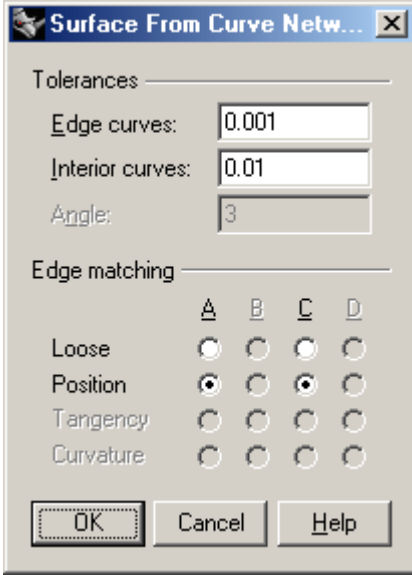 Surface From Curve Netw...
Tolerances
Edge curves: 0.001
Interior curves: 0.01
Angle: 3
Edge matching
A B C D
Loose
Position
Tangency
Curvature
OK Cancel Help